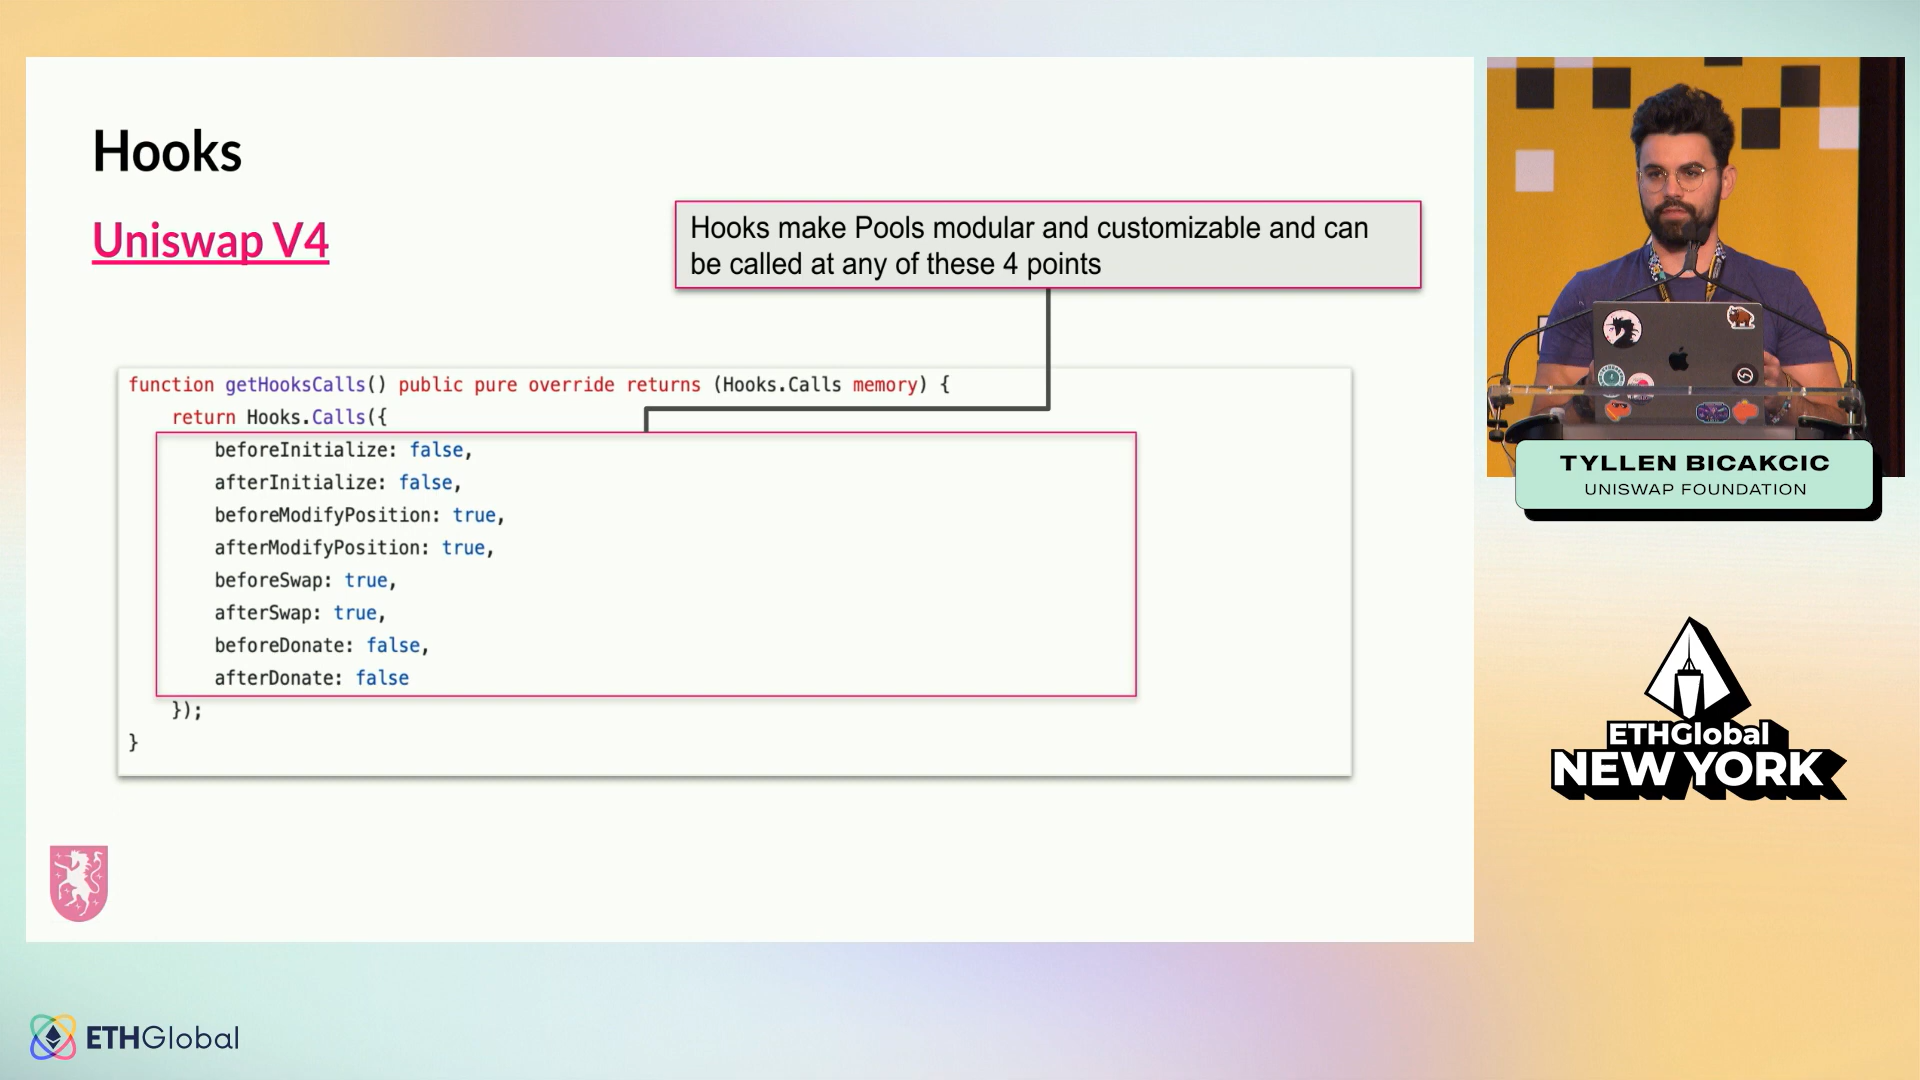 Hooks
Uniswap V4
Hooks make Pools modular and customizable and can
be called at any of these 4 points
function getHooksCalls() public pure override returns (Hooks.Calls memory) {
return Hooks.Calls({
beforeInitialize: false,
afterInitialize: false,
beforeModifyPosition: true,
afterModifyPosition: true,
beforeSwap: true,
afterSwap: true,
beforeDonate: false,
afterDonate: false
});
}
TYLLEN BICAKCIC
UNISWAP FOUNDATION
ETHGlobal
NEW YORK
ETHGlobal